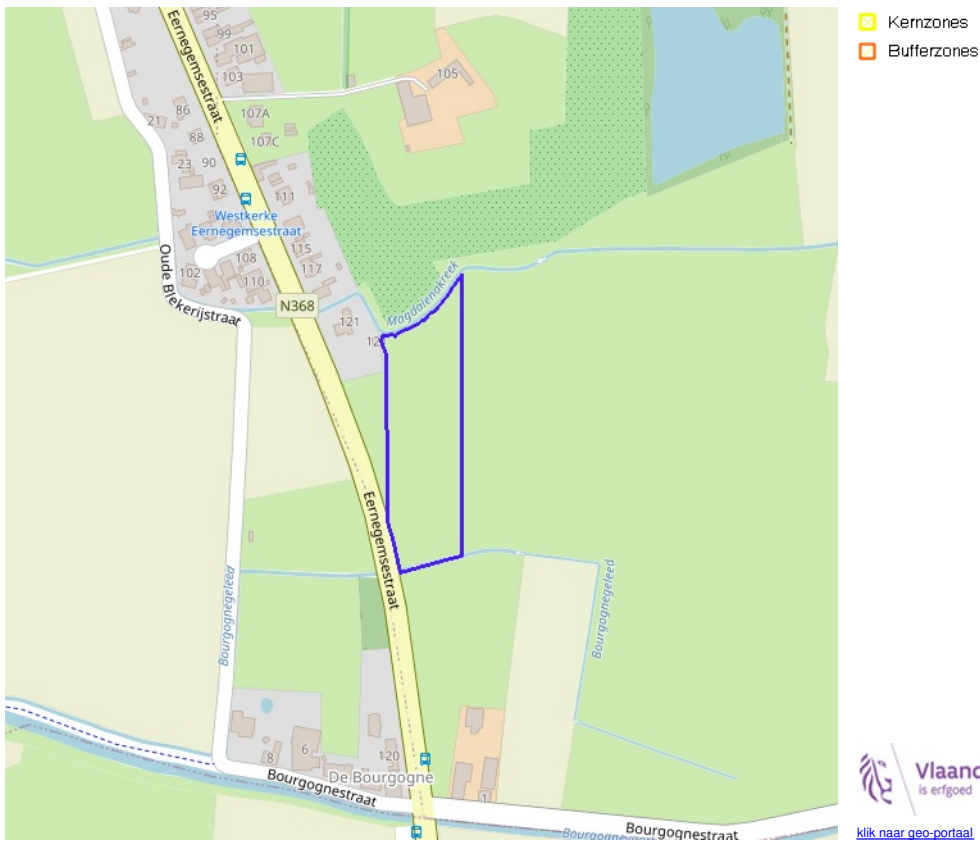 95
99
101
103
105
Eernegemsestraat
107A
107C
21
86
88
23
90
92
111
Westkerke
Eernegemsestraat
115
117
102
108
110
Oude Blekerijstraat
N368
Magdalenakreek
121
Eernegemsestraat
Bourgognegeleed
Bourgognegeleed
8
6
120
1
De Bourgogne
Bourgognestraat
Bourgognestraat
Kernzones
Bufferzones
is erfgoed
klik naar geo-portaal